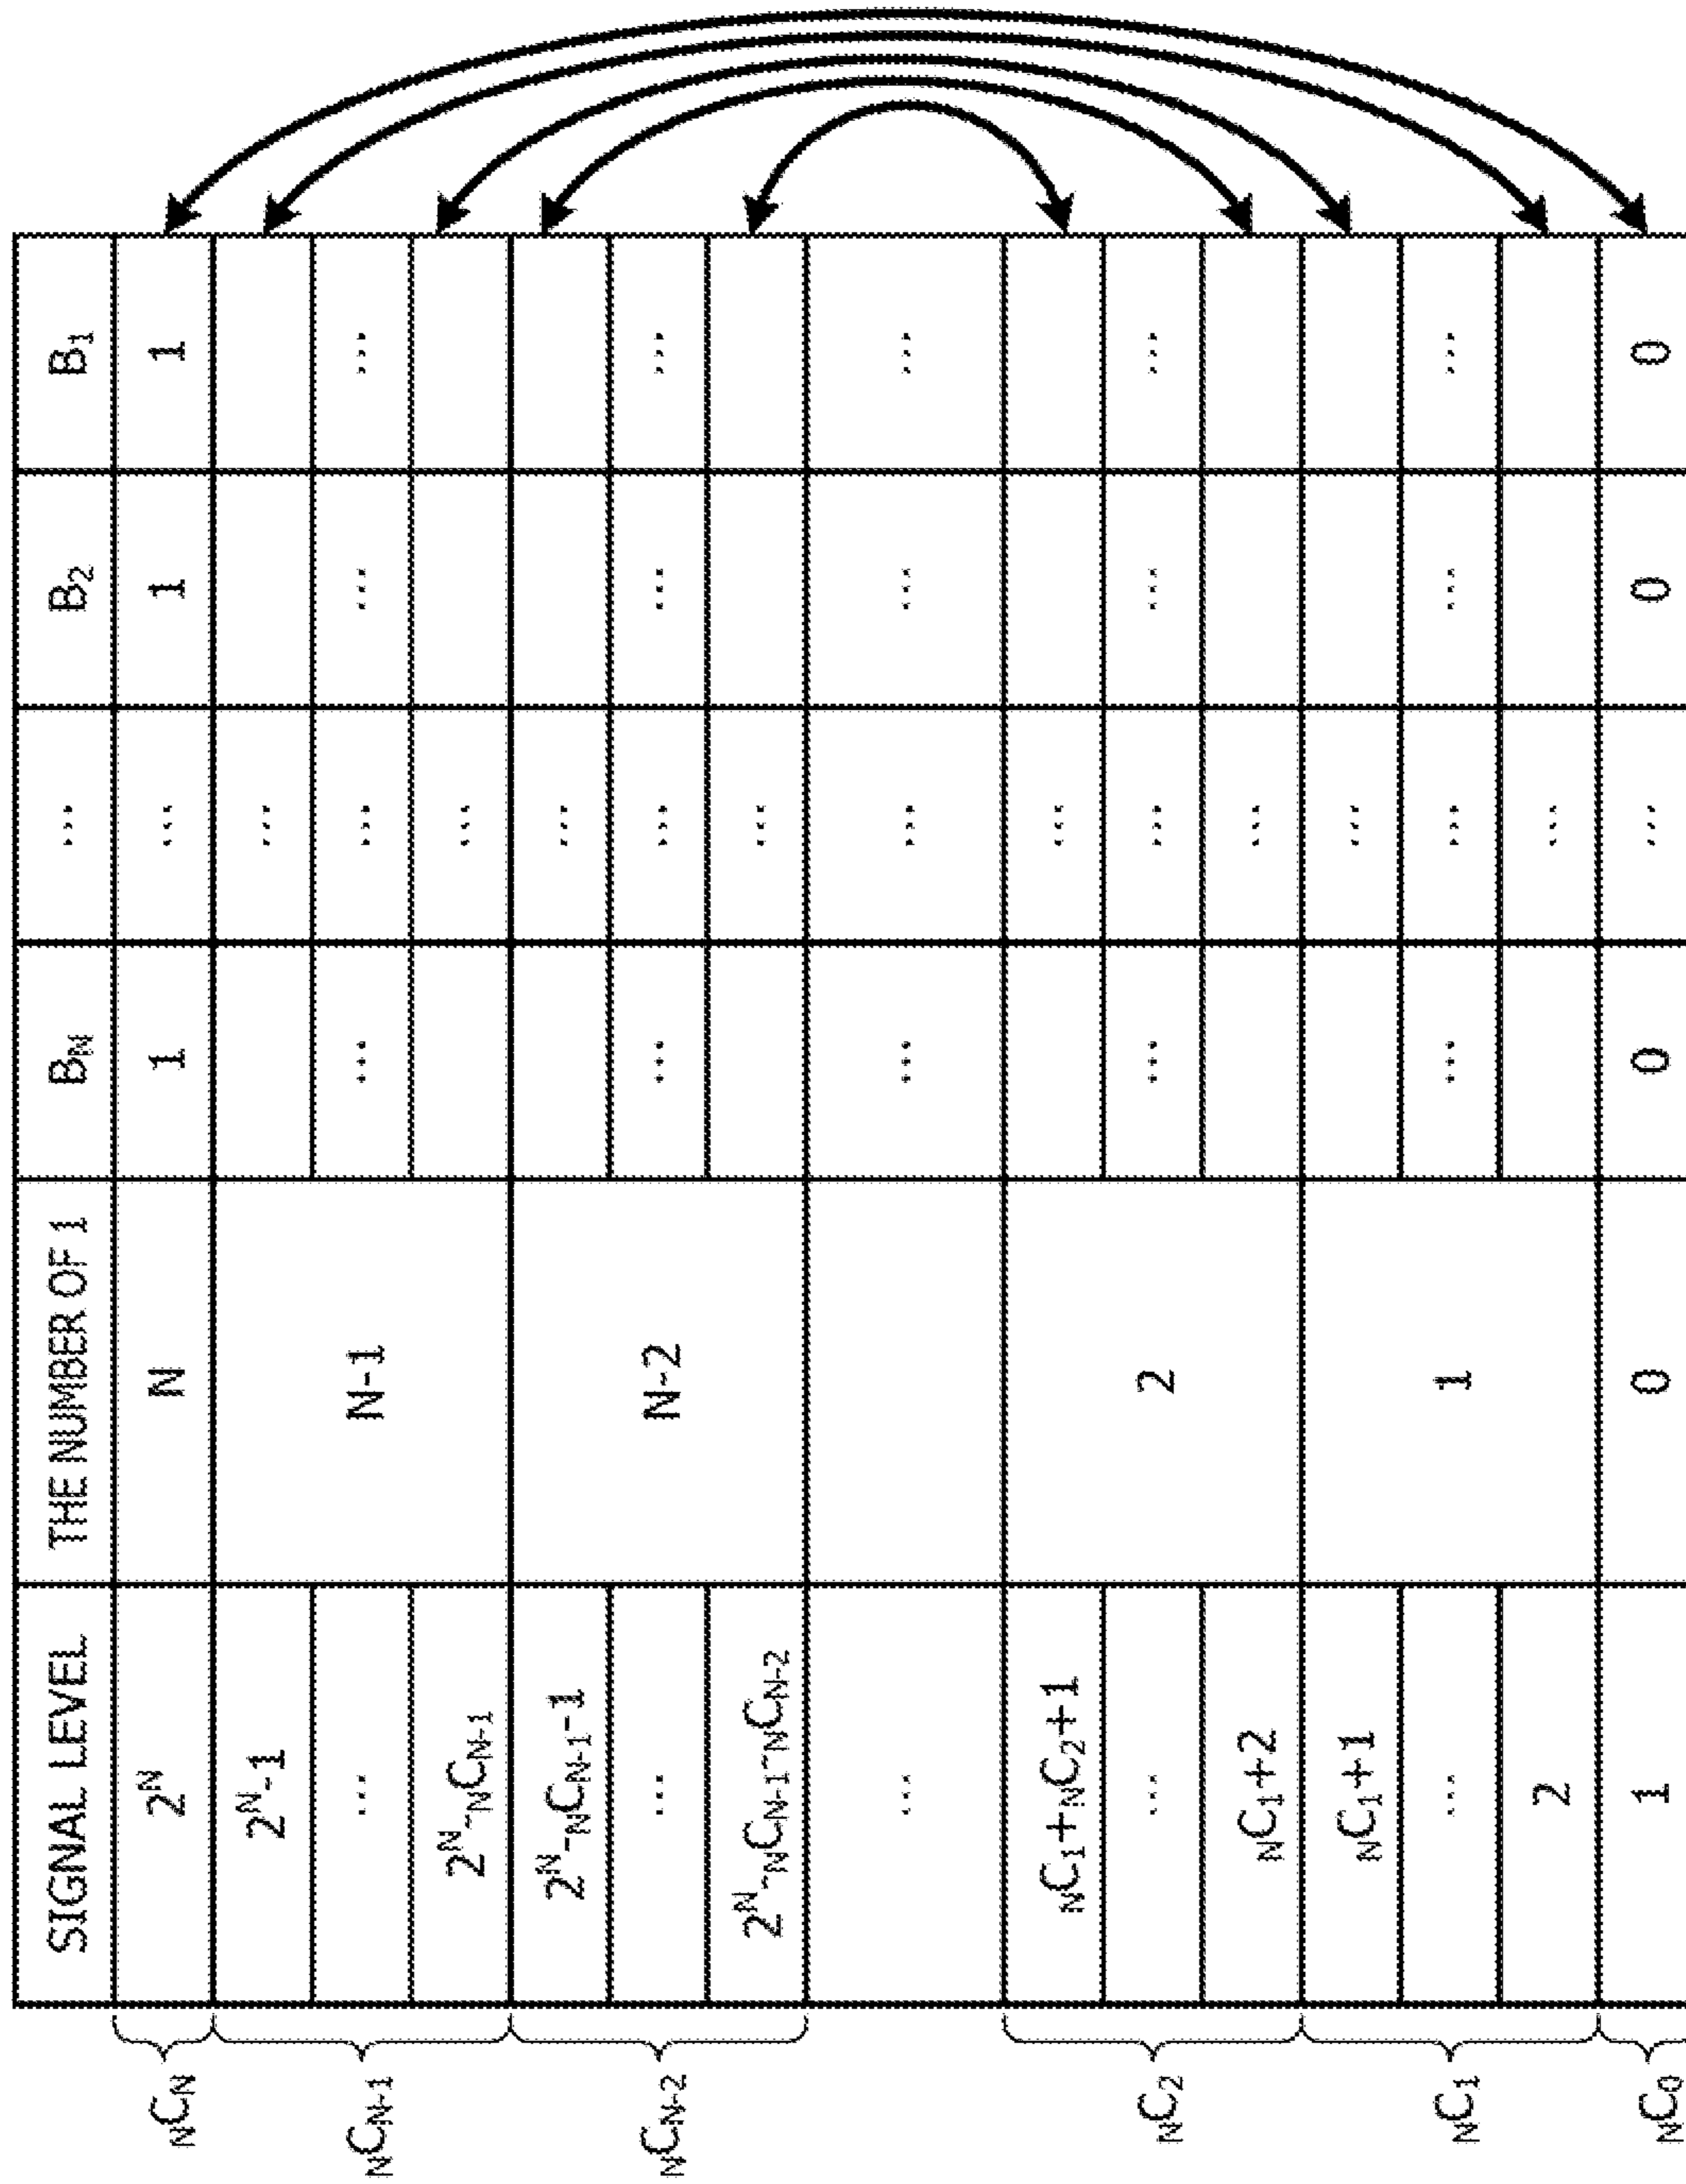 SIGNAL LEVEL THE NUMBER OF 1 B_N ... B_2 B_1
_NC_N 2^N N 1 ... 1 1
2^N-1 ...
_NC_N-1 ... N-1 ... ... ... ...
2^N-_NC_N-1 ...
2^N-_NC_N-1-1 ...
_NC_N-2 ... N-2 ... ... ... ...
2^N-_NC_N-1-_NC_N-2 ...
... ... ... ... ...
_NC_1+_NC_2+1 ...
_NC_2 ... 2 ... ... ... ...
_NC_1+2 ...
_NC_1+1 ...
_NC_1 ... 1 ... ... ... ...
2 ...
_NC_0 1 0 0 ... 0 0